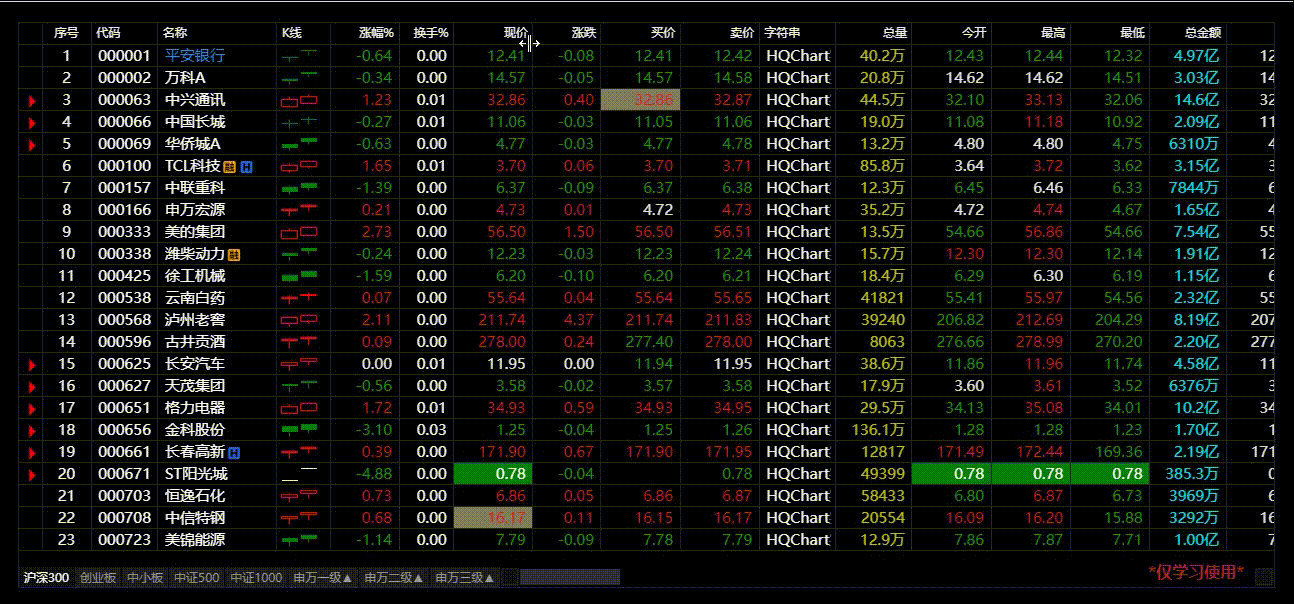 序号 代码 名称 K线 涨幅% 换手% 现价 涨跌 买价 卖价 字符串 总量 今开 最高 最低 总金额
1 000001 平安银行 -0.64 0.00 12.41 -0.08 12.41 12.42 HQChart 40.2万 12.43 12.44 12.32 4.97亿 12
2 000002 万科A -0.34 0.00 14.57 -0.05 14.57 14.58 HQChart 20.8万 14.62 14.62 14.51 3.03亿 14
3 000063 中兴通讯 1.23 0.01 32.86 0.40 32.86 32.87 HQChart 44.5万 32.10 33.13 32.06 14.6亿 32
4 000066 中国长城 -0.27 0.01 11.06 -0.03 11.05 11.06 HQChart 19.0万 11.08 11.18 10.92 2.09亿 11
5 000069 华侨城A -0.63 0.00 4.77 -0.03 4.77 4.78 HQChart 13.2万 4.80 4.80 4.75 6310万 4
6 000100 TCL科技 融 H 1.65 0.01 3.70 0.06 3.70 3.71 HQChart 85.8万 3.64 3.72 3.62 3.15亿 3
7 000157 中联重科 -1.39 0.00 6.37 -0.09 6.37 6.38 HQChart 12.3万 6.45 6.46 6.33 7844万 6
8 000166 申万宏源 0.21 0.00 4.73 0.01 4.72 4.73 HQChart 35.2万 4.72 4.74 4.67 1.65亿 4
9 000333 美的集团 2.73 0.00 56.50 1.50 56.50 56.51 HQChart 13.5万 54.66 56.86 54.66 7.54亿 55
10 000338 潍柴动力 融 -0.24 0.00 12.23 -0.03 12.23 12.24 HQChart 15.7万 12.30 12.30 12.14 1.91亿 12
11 000425 徐工机械 -1.59 0.00 6.20 -0.10 6.20 6.21 HQChart 18.4万 6.29 6.30 6.19 1.15亿 6
12 000538 云南白药 0.07 0.00 55.64 0.04 55.64 55.65 HQChart 41821 55.41 55.97 54.56 2.32亿 55
13 000568 泸州老窖 2.11 0.00 211.74 4.37 211.74 211.83 HQChart 39240 206.82 212.69 204.29 8.19亿 207
14 000596 古井贡酒 0.09 0.00 278.00 0.24 277.40 278.00 HQChart 8063 276.66 278.99 270.20 2.20亿 277
15 000625 长安汽车 0.00 0.01 11.95 0.00 11.94 11.95 HQChart 38.6万 11.86 11.96 11.74 4.58亿 11
16 000627 天茂集团 -0.56 0.00 3.58 -0.02 3.57 3.58 HQChart 17.9万 3.60 3.61 3.52 6376万 3
17 000651 格力电器 1.72 0.01 34.93 0.59 34.93 34.95 HQChart 29.5万 34.13 35.08 34.01 10.2亿 34
18 000656 金科股份 -3.10 0.03 1.25 -0.04 1.25 1.26 HQChart 136.1万 1.28 1.28 1.23 1.70亿 1
19 000661 长春高新 H 0.39 0.00 171.90 0.67 171.90 171.95 HQChart 12817 171.49 172.44 169.36 2.19亿 171
20 000671 ST阳光城 -4.88 0.00 0.78 -0.04 0.78 HQChart 49399 0.78 0.78 0.78 385.3万 0
21 000703 恒逸石化 0.73 0.00 6.86 0.05 6.86 6.87 HQChart 58433 6.80 6.87 6.73 3969万 6
22 000708 中信特钢 0.68 0.00 16.17 0.11 16.15 16.17 HQChart 20554 16.09 16.20 15.88 3292万 16
23 000723 美锦能源 -1.14 0.00 7.79 -0.09 7.78 7.79 HQChart 12.9万 7.86 7.87 7.71 1.00亿 7
沪深300 创业板 中小板 中证500 中证1000 申万一级▲ 申万二级▲ 申万三级▲ *仅学习使用*